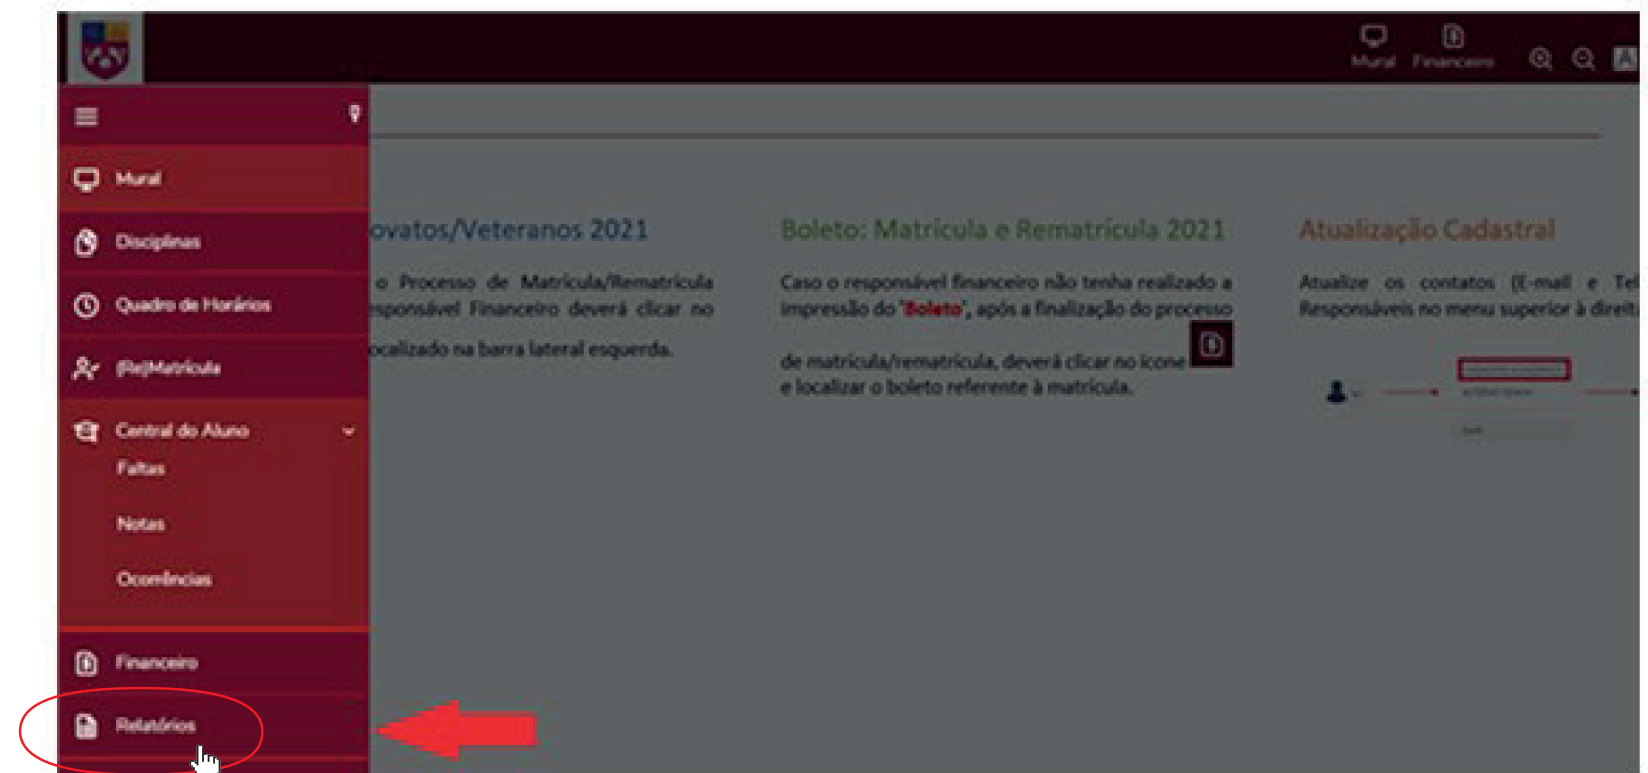 Mural Financeiro
A
Mural
Disciplinas
Quadro de Horários
(Re)Matrícula
Central do Aluno
Faltas
Notas
Ocorrências
Financeiro
Relatórios
ovatos/Veteranos 2021
o Processo de Matrícula/Rematrícula
esponsável Financeiro deverá clicar no
ocalizado na barra lateral esquerda.
Boleto: Matrícula e Rematrícula 2021
Caso o responsável financeiro não tenha realizado a
impressão do 'Boleto', após a finalização do processo
de matrícula/rematrícula, deverá clicar no ícone
e localizar o boleto referente à matrícula.
Atualização Cadastral
Atualize os contatos (E-mail e Tel
Responsáveis no menu superior à direita